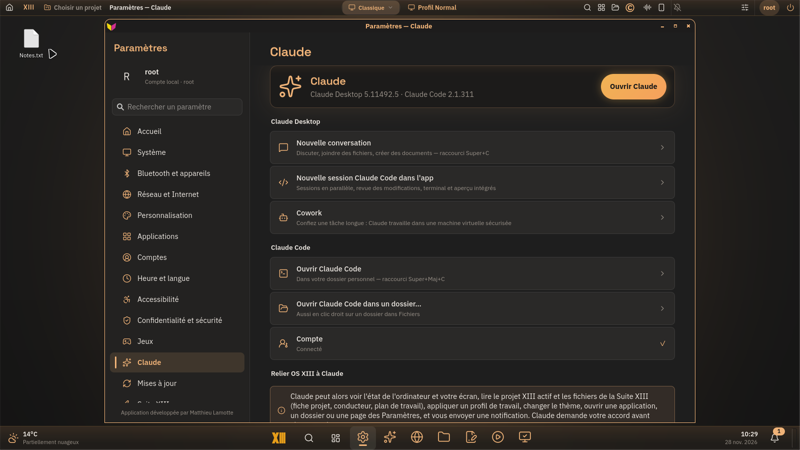 XIII Choisir un projet Paramètres — Claude
Classique
Profil Normal
root
Notes.txt
Paramètres — Claude
Paramètres
R
root
Compte local · root
Rechercher un paramètre
Accueil
Système
Bluetooth et appareils
Réseau et Internet
Personnalisation
Applications
Comptes
Heure et langue
Accessibilité
Confidentialité et sécurité
Jeux
Claude
Mises à jour
Application développée par Matthieu Lamotte
Claude
Claude
Claude Desktop 5.11492.5 · Claude Code 2.1.311
Ouvrir Claude
Claude Desktop
Nouvelle conversation
Discuter, joindre des fichiers, créer des documents — raccourci Super+C
Nouvelle session Claude Code dans l'app
Sessions en parallèle, revue des modifications, terminal et aperçu intégrés
Cowork
Confiez une tâche longue : Claude travaille dans une machine virtuelle sécurisée
Claude Code
Ouvrir Claude Code
Dans votre dossier personnel — raccourci Super+Maj+C
Ouvrir Claude Code dans un dossier...
Aussi en clic droit sur un dossier dans Fichiers
Compte
Connecté
Relier OS XIII à Claude
Claude peut alors voir l'état de l'ordinateur et votre écran, lire le projet XIII actif et les fichiers de la Suite XIII
(fiche projet, conducteur, plan de travail), appliquer un profil de travail, changer le thème, ouvrir une application,
un dossier ou une page des Paramètres, et vous envoyer une notification. Claude demande votre accord avant
14°C
Partiellement nuageux
XIII
10:29
28 nov. 2026
1